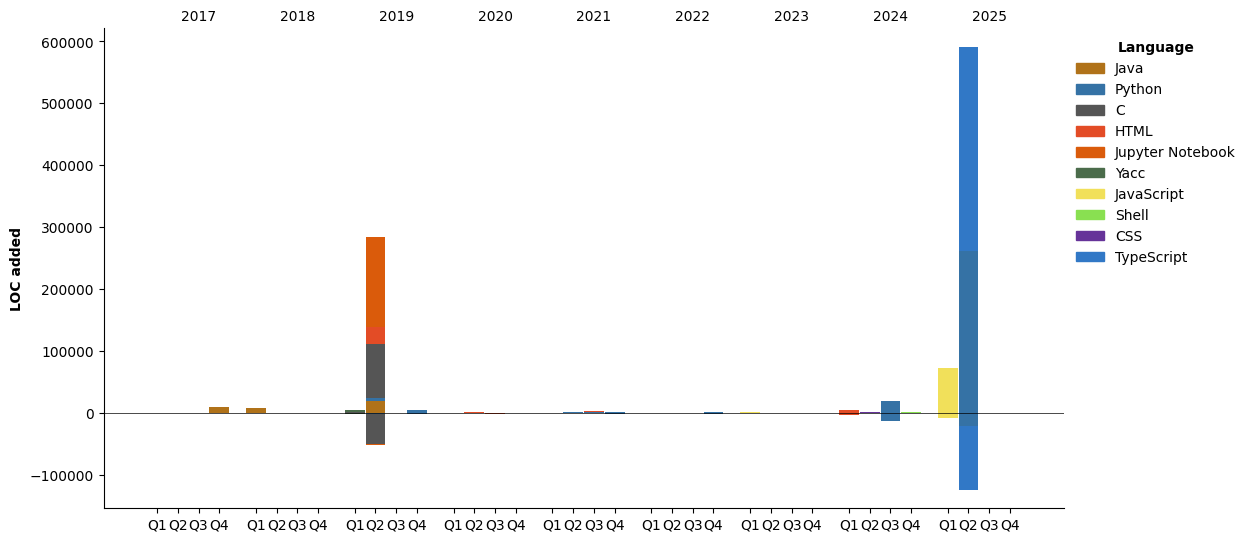 2017 2018 2019 2020 2021 2022 2023 2024 2025
600000
500000
400000
300000
200000
100000
0
−100000
LOC added
Q1 Q2 Q3 Q4 Q1 Q2 Q3 Q4 Q1 Q2 Q3 Q4 Q1 Q2 Q3 Q4 Q1 Q2 Q3 Q4 Q1 Q2 Q3 Q4 Q1 Q2 Q3 Q4 Q1 Q2 Q3 Q4 Q1 Q2 Q3 Q4
Language
Java
Python
C
HTML
Jupyter Notebook
Yacc
JavaScript
Shell
CSS
TypeScript